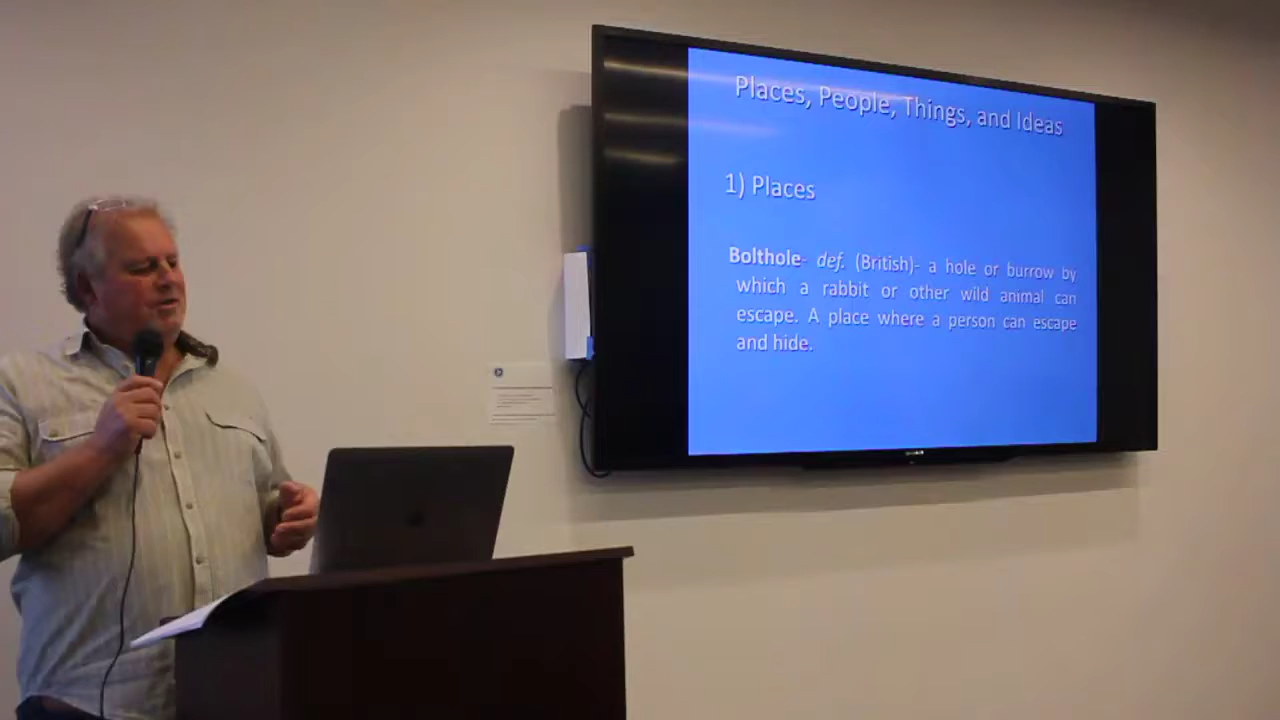 Places, People, Things, and Ideas
1) Places
Bolthole- def. (British)- a hole or burrow by
which a rabbit or other wild animal can
escape. A place where a person can escape
and hide.